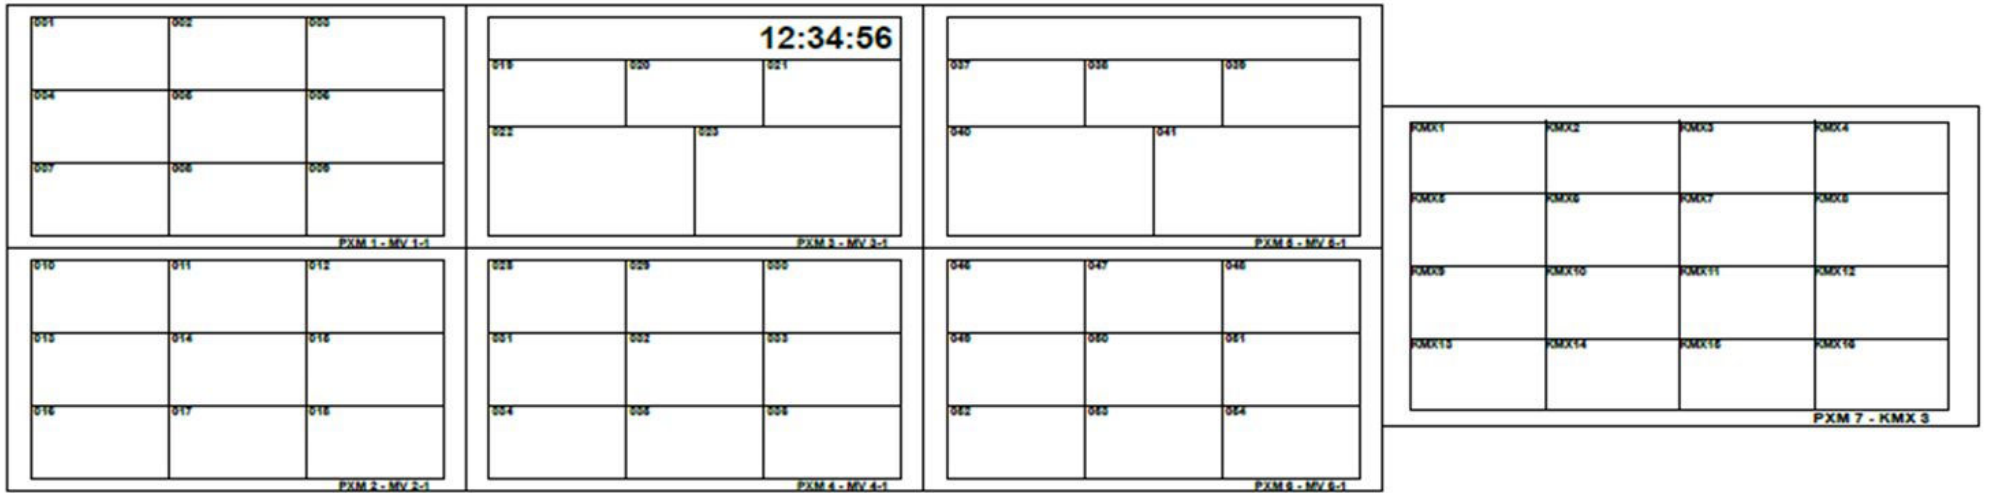 001 002 003
004 005 006
007 008 009
PXM 1 - MV 1-1
12:34:56
019 020 021
022 023
PXM 3 - MV 3-1
037 038 039
040 041
PXM 5 - MV 5-1
010 011 012
013 014 015
016 017 018
PXM 2 - MV 2-1
028 029 030
031 032 033
034 035 036
PXM 4 - MV 4-1
046 047 048
049 050 051
052 053 054
PXM 6 - MV 6-1
KMX1 KMX2 KMX3 KMX4
KMX5 KMX6 KMX7 KMX8
KMX9 KMX10 KMX11 KMX12
KMX13 KMX14 KMX15 KMX16
PXM 7 - KMX 3